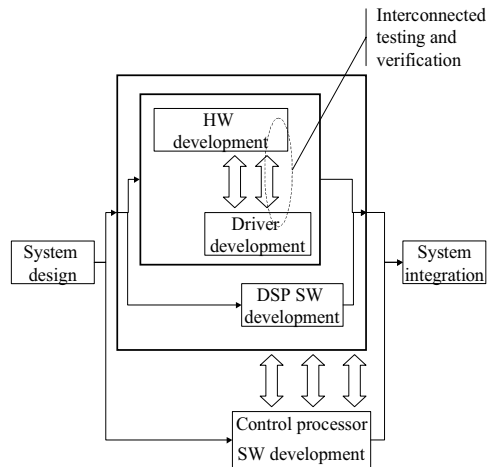 Interconnected
testing and
verification
HW
development
Driver
development
System
design
System
integration
DSP SW
development
Control processor
SW development